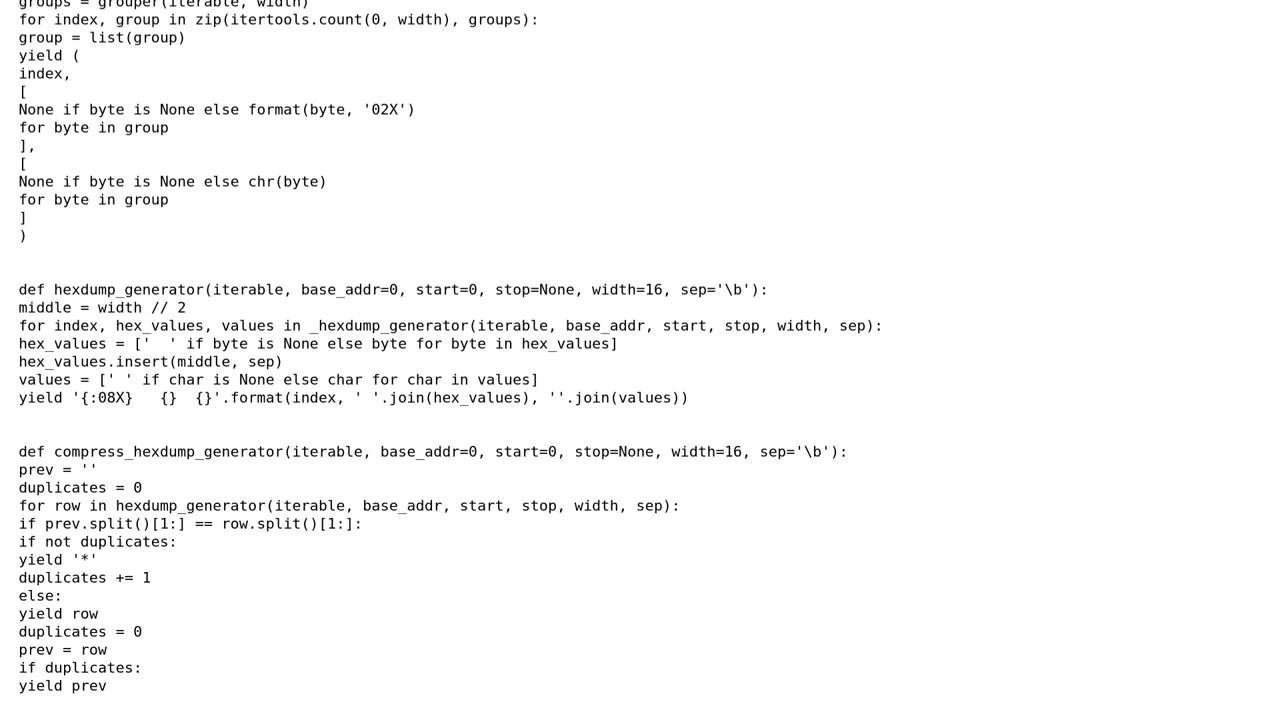 groups = grouper(iterable, width)
for index, group in zip(itertools.count(0, width), groups):
group = list(group)
yield (
index,
[
None if byte is None else format(byte, '02X')
for byte in group
],
[
None if byte is None else chr(byte)
for byte in group
]
)
def hexdump_generator(iterable, base_addr=0, start=0, stop=None, width=16, sep='\b'):
middle = width // 2
for index, hex_values, values in _hexdump_generator(iterable, base_addr, start, stop, width, sep):
hex_values = ['  ' if byte is None else byte for byte in hex_values]
hex_values.insert(middle, sep)
values = [' ' if char is None else char for char in values]
yield '{:08X}   {}  {}'.format(index, ' '.join(hex_values), ''.join(values))
def compress_hexdump_generator(iterable, base_addr=0, start=0, stop=None, width=16, sep='\b'):
prev = ''
duplicates = 0
for row in hexdump_generator(iterable, base_addr, start, stop, width, sep):
if prev.split()[1:] == row.split()[1:]:
if not duplicates:
yield '*'
duplicates += 1
else:
yield row
duplicates = 0
prev = row
if duplicates:
yield prev